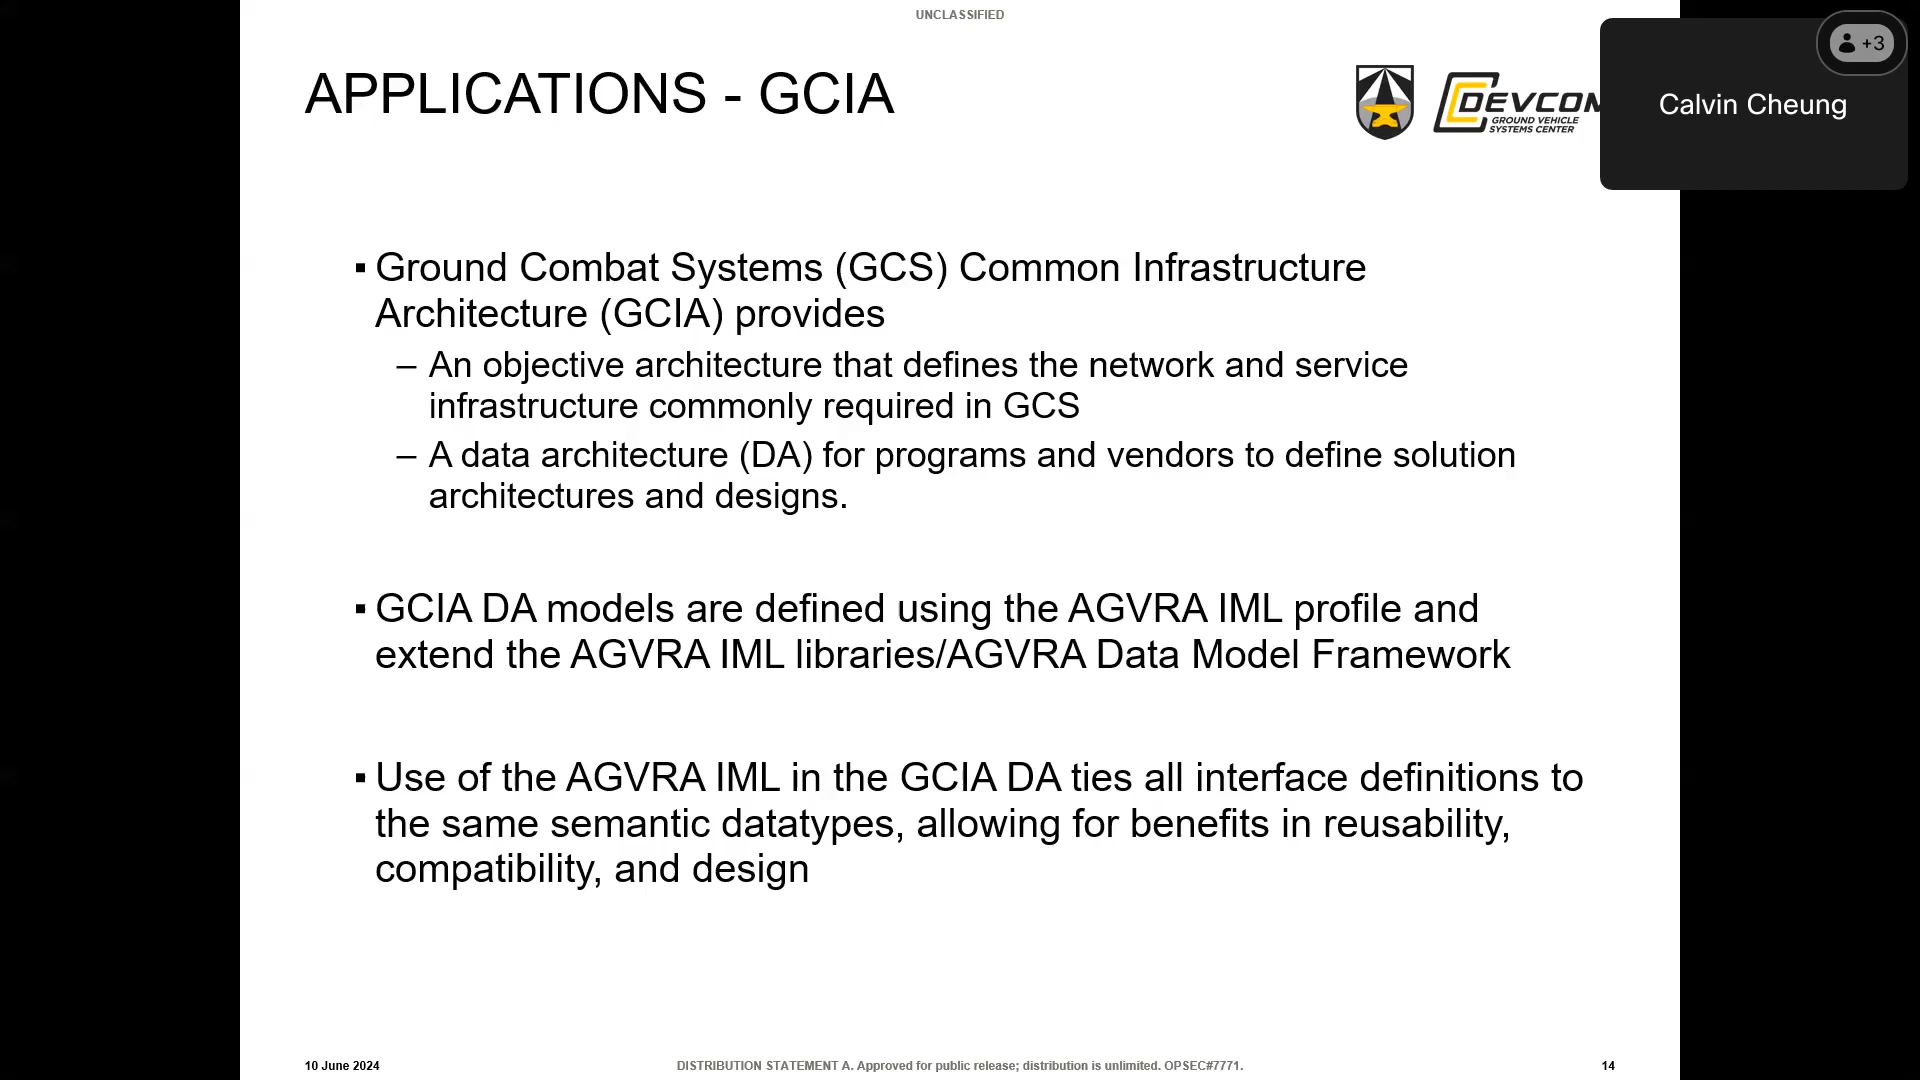 UNCLASSIFIED
APPLICATIONS - GCIA
DEVCOM
GROUND VEHICLE
SYSTEMS CENTER
+3
Calvin Cheung
▪ Ground Combat Systems (GCS) Common Infrastructure
Architecture (GCIA) provides
– An objective architecture that defines the network and service
infrastructure commonly required in GCS
– A data architecture (DA) for programs and vendors to define solution
architectures and designs.
▪ GCIA DA models are defined using the AGVRA IML profile and
extend the AGVRA IML libraries/AGVRA Data Model Framework
▪ Use of the AGVRA IML in the GCIA DA ties all interface definitions to
the same semantic datatypes, allowing for benefits in reusability,
compatibility, and design
10 June 2024
DISTRIBUTION STATEMENT A. Approved for public release; distribution is unlimited. OPSEC#7771.
14